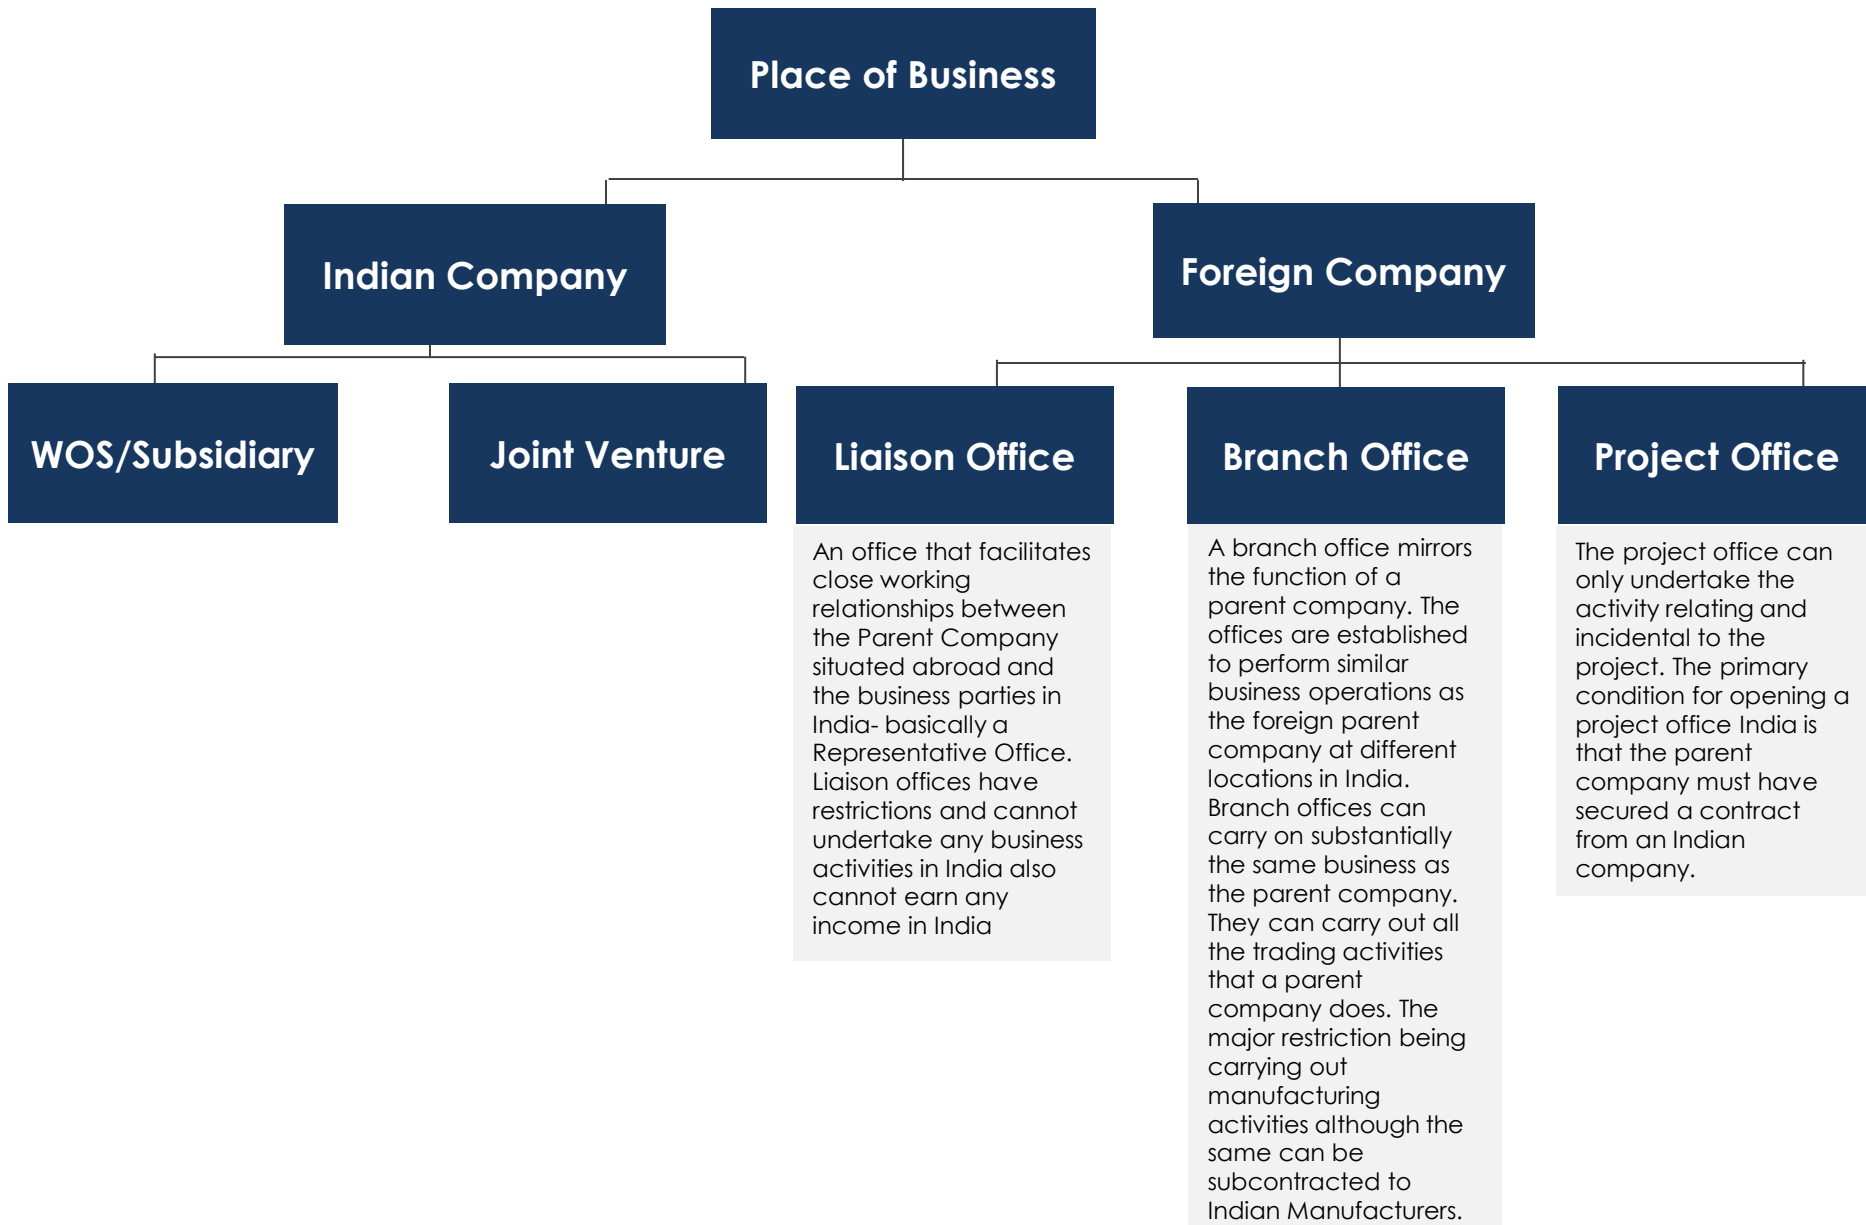 Place of Business
Indian Company
Foreign Company
WOS/Subsidiary
Joint Venture
Liaison Office
Branch Office
Project Office
An office that facilitates
close working
relationships between
the Parent Company
situated abroad and
the business parties in
India- basically a
Representative Office.
Liaison offices have
restrictions and cannot
undertake any business
activities in India also
cannot earn any
income in India
A branch office mirrors
the function of a
parent company. The
offices are established
to perform similar
business operations as
the foreign parent
company at different
locations in India.
Branch offices can
carry on substantially
the same business as
the parent company.
They can carry out all
the trading activities
that a parent
company does. The
major restriction being
carrying out
manufacturing
activities although the
same can be
subcontracted to
Indian Manufacturers.
The project office can
only undertake the
activity relating and
incidental to the
project. The primary
condition for opening a
project office India is
that the parent
company must have
secured a contract
from an Indian
company.